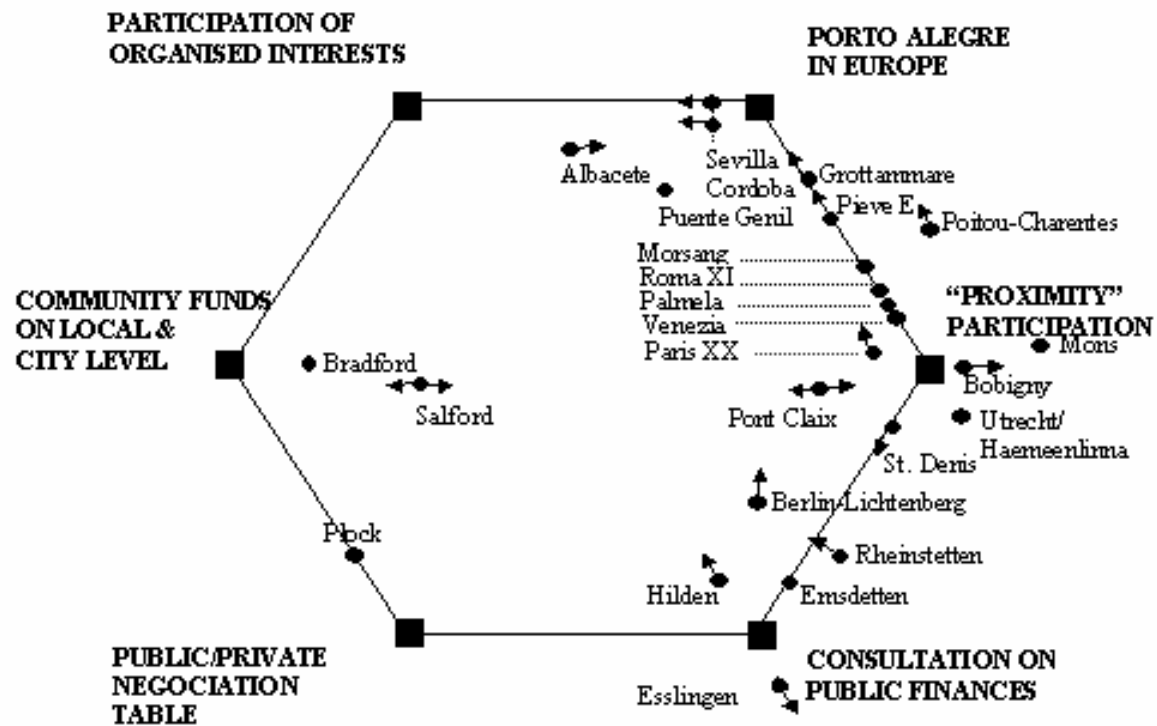 PARTICIPATION OF
ORGANISED INTERESTS
PORTO ALEGRE
IN EUROPE
Sevilla
Albacete
Cordoba
Grottammare
Puente Genil
Pieve E
Poitou-Charentes
Morsang
Roma XI
Palmela
Venezia
Paris XX
COMMUNITY FUNDS
ON LOCAL &
CITY LEVEL
“PROXIMITY”
PARTICIPATION
Mons
Bradford
Bobigny
Salford
Pont Claix
Utrecht/
Haemeenlinna
St. Denis
Berlin-Lichtenberg
Plock
Rheinstetten
Hilden
Emsdetten
PUBLIC/PRIVATE
NEGOCIATION
TABLE
CONSULTATION ON
PUBLIC FINANCES
Esslingen